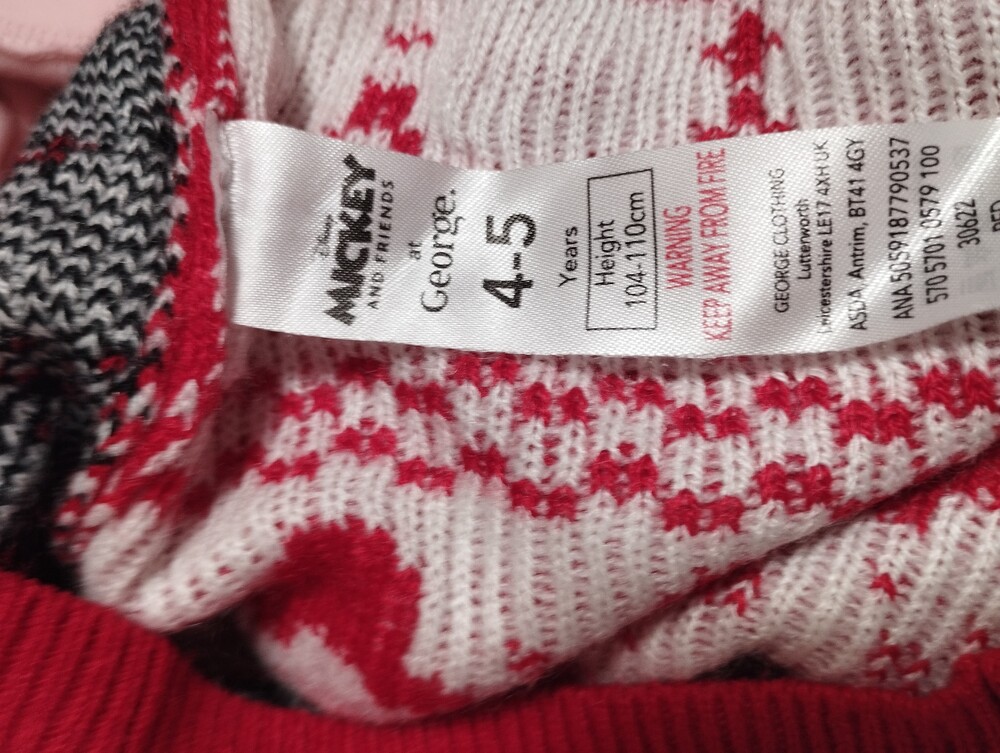 Disney
MICKEY
AND FRIENDS
at
George.
4-5
Years
Height
104-110cm
WARNING
KEEP AWAY FROM FIRE
GEORGE CLOTHING
Lutterworth
Leicestershire LE17 4XH UK
ASDA Antrim, BT41 4GY
ANA 5059187790537
570 5701 0579 100
30622
RED